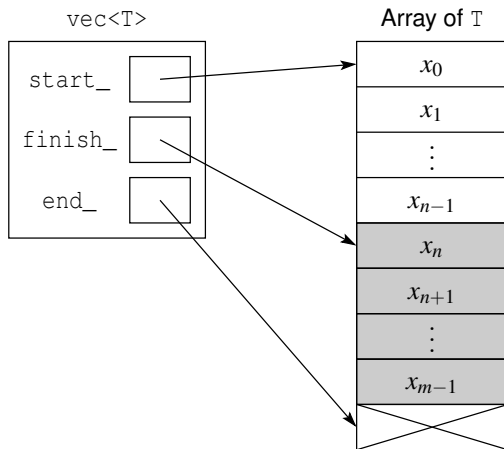 vec<T>
start_
finish_
end_
Array of T
x₀
x₁
⋮
xₙ₋₁
xₙ
xₙ₊₁
⋮
xₘ₋₁